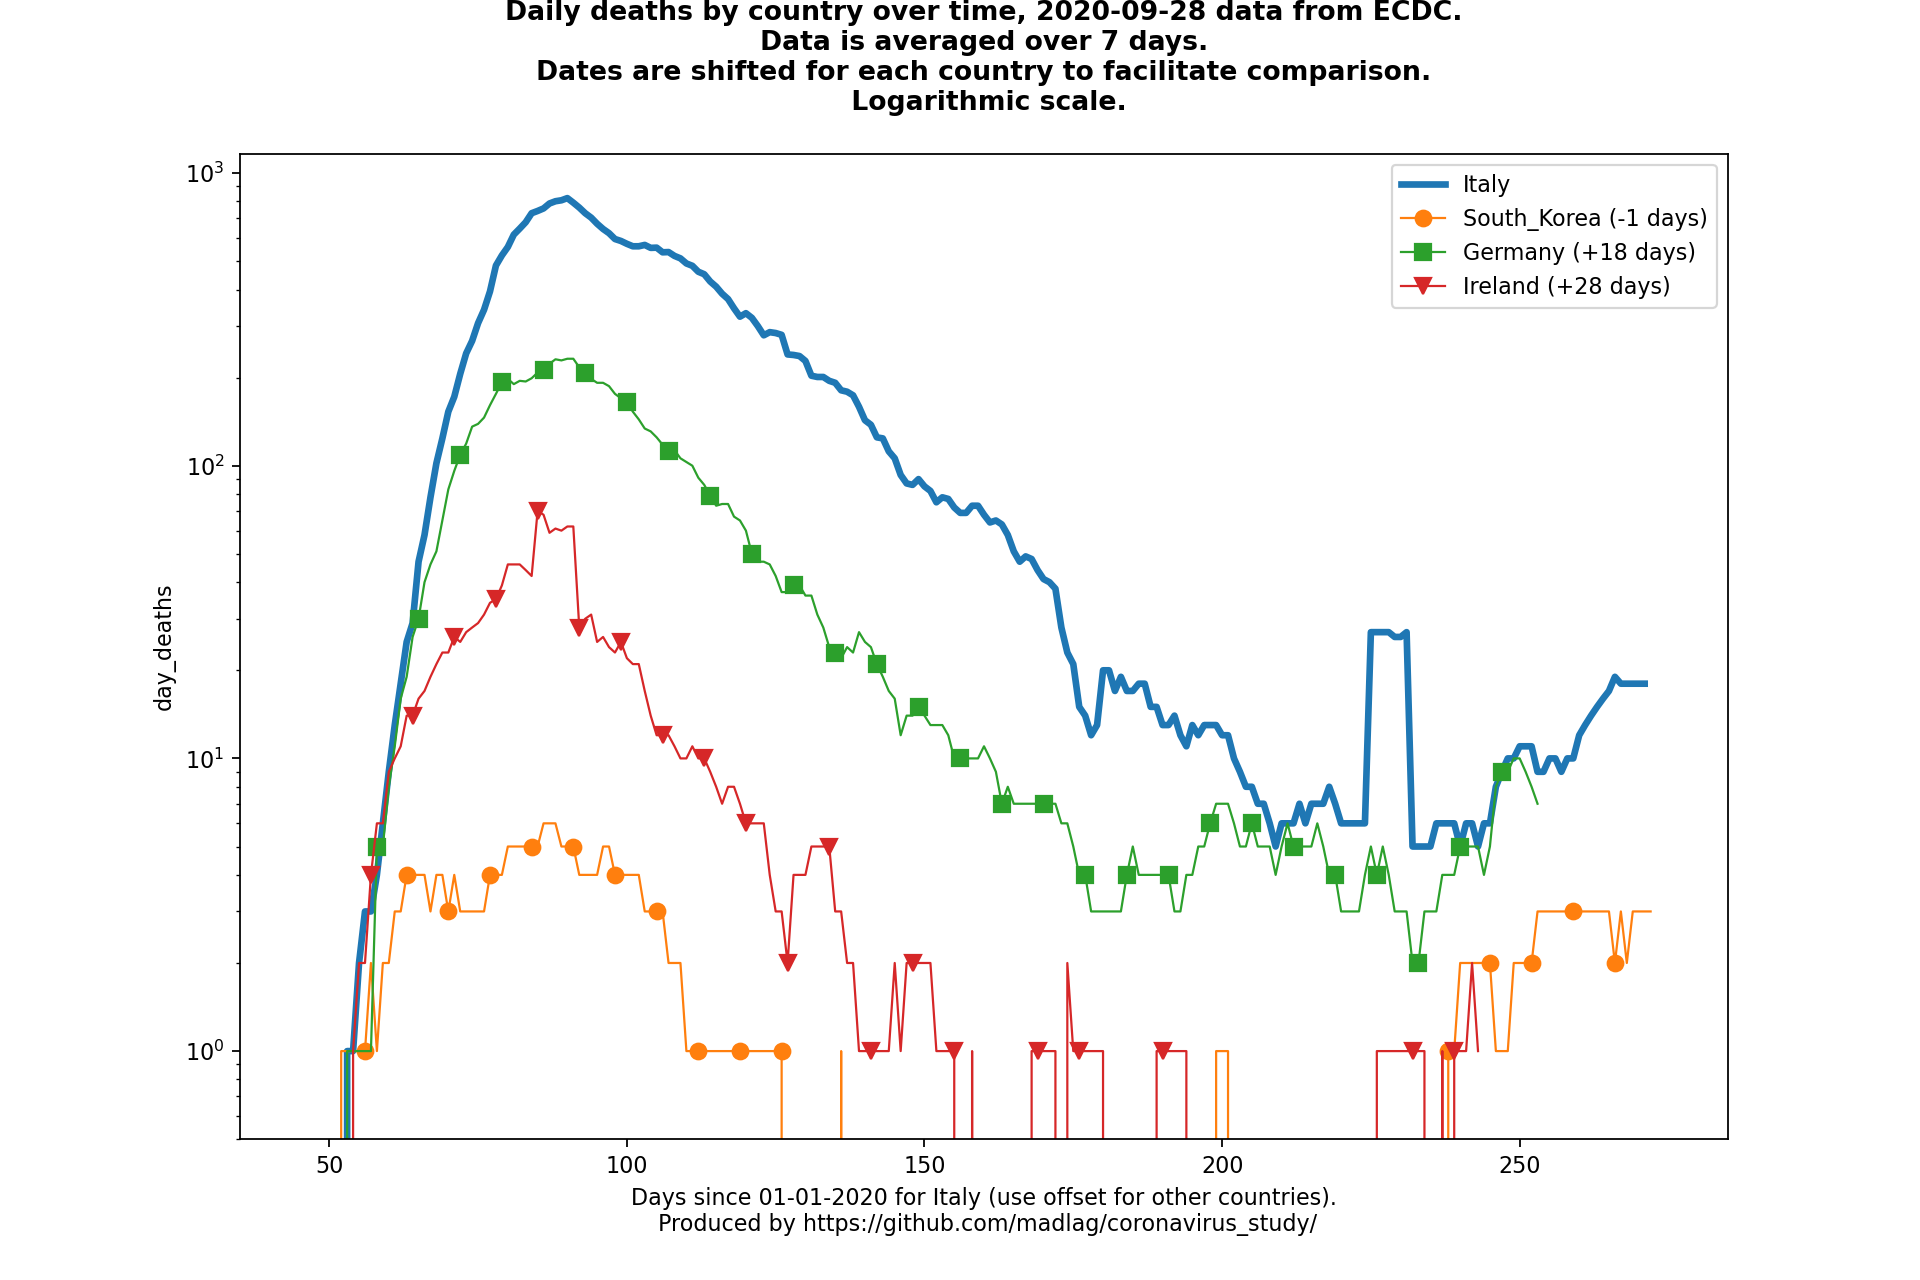 Daily deaths by country over time, 2020-09-28 data from ECDC.
Data is averaged over 7 days.
Dates are shifted for each country to facilitate comparison.
Logarithmic scale.
10³
10²
10¹
10⁰
day_deaths
Italy
South_Korea (-1 days)
Germany (+18 days)
Ireland (+28 days)
50
100
150
200
250
Days since 01-01-2020 for Italy (use offset for other countries).
Produced by https://github.com/madlag/coronavirus_study/